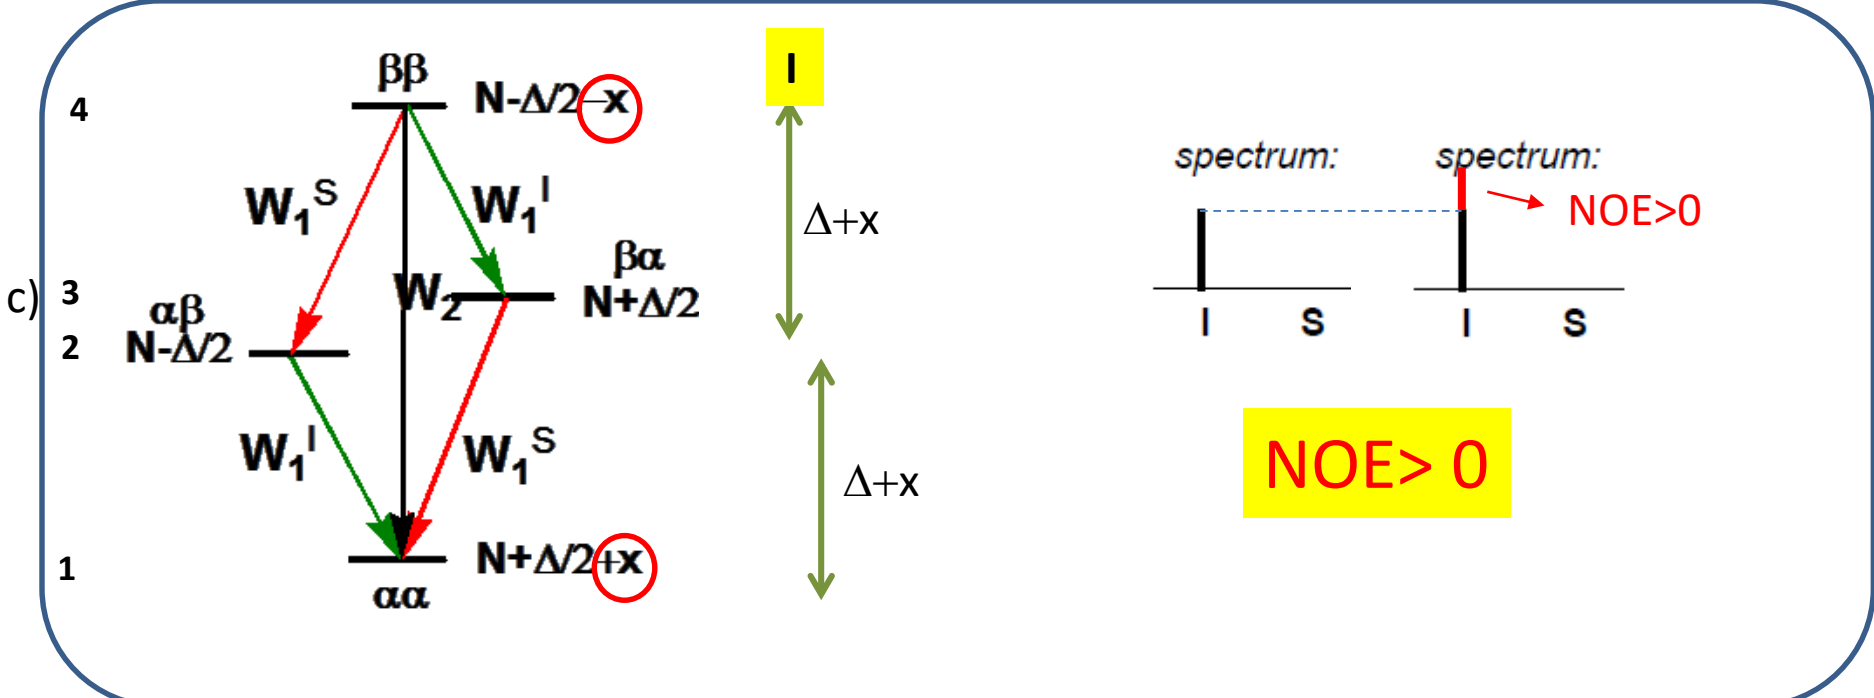 c)
4
ββ
N-Δ/2–x
W₁ˢ
W₁ᴵ
3
W₂
βα
N+Δ/2
2
αβ
N-Δ/2
W₁ᴵ
W₁ˢ
1
N+Δ/2+x
αα
I
Δ+x
Δ+x
spectrum:
I S
spectrum:
NOE>0
I S
NOE> 0